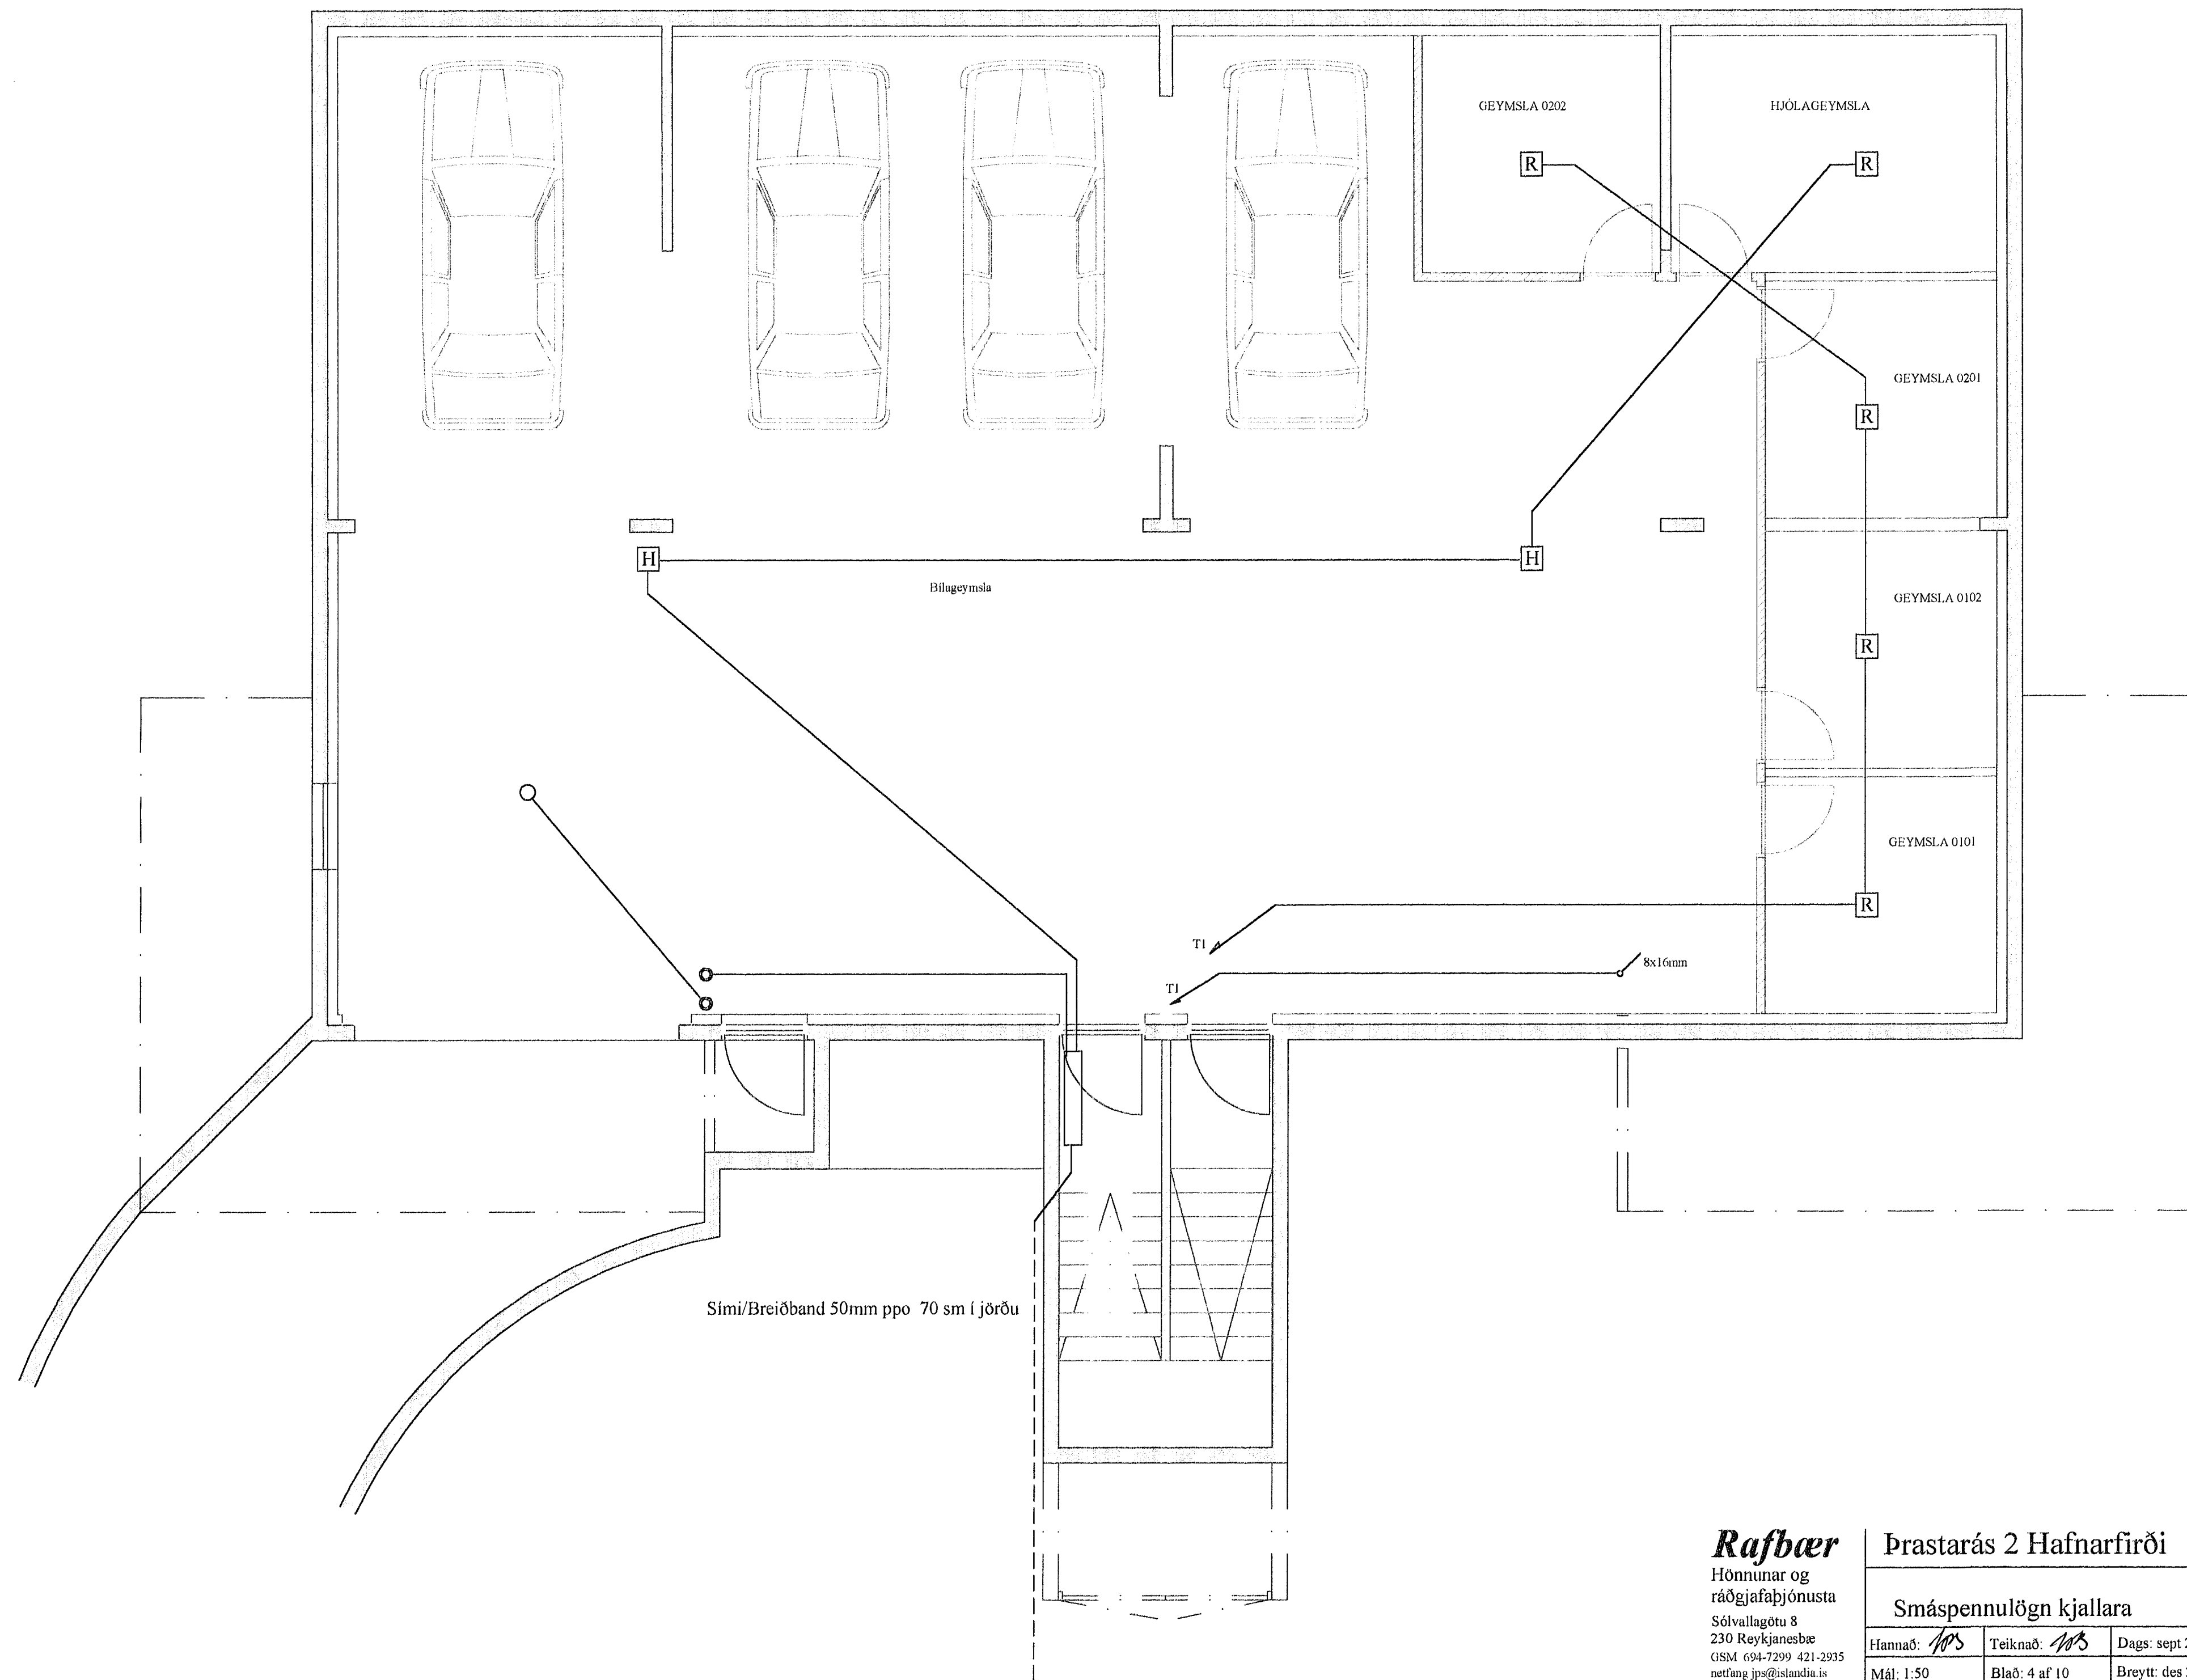 GEYMSLA 0202
HJÓLAGEYMSLA
R
R
GEYMSLA 0201
R
H
H
Bílageymsla
GEYMSLA 0102
R
GEYMSLA 0101
R
T1
8x16mm
T1
Sími/Breiðband 50mm ppo 70 sm í jörðu
Rafbær
Hönnunar og
ráðgjafaþjónusta
Sólvallagötu 8
230 Reykjanesbæ
GSM 694-7299 421-2935
netfang jps@islandia.is
Þrastarás 2 Hafnarfirði
Smáspennulögn kjallara
Hannað:
Teiknað:
Dags: sept
Mál: 1:50
Blað: 4 af 10
Breytt: des